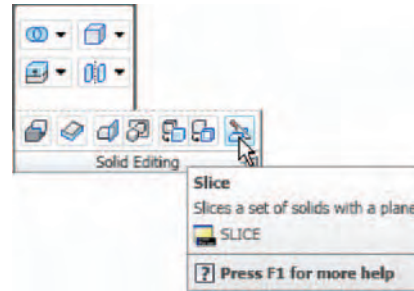 Solid Editing
Slice
Slices a set of solids with a plane
SLICE
? Press F1 for more help